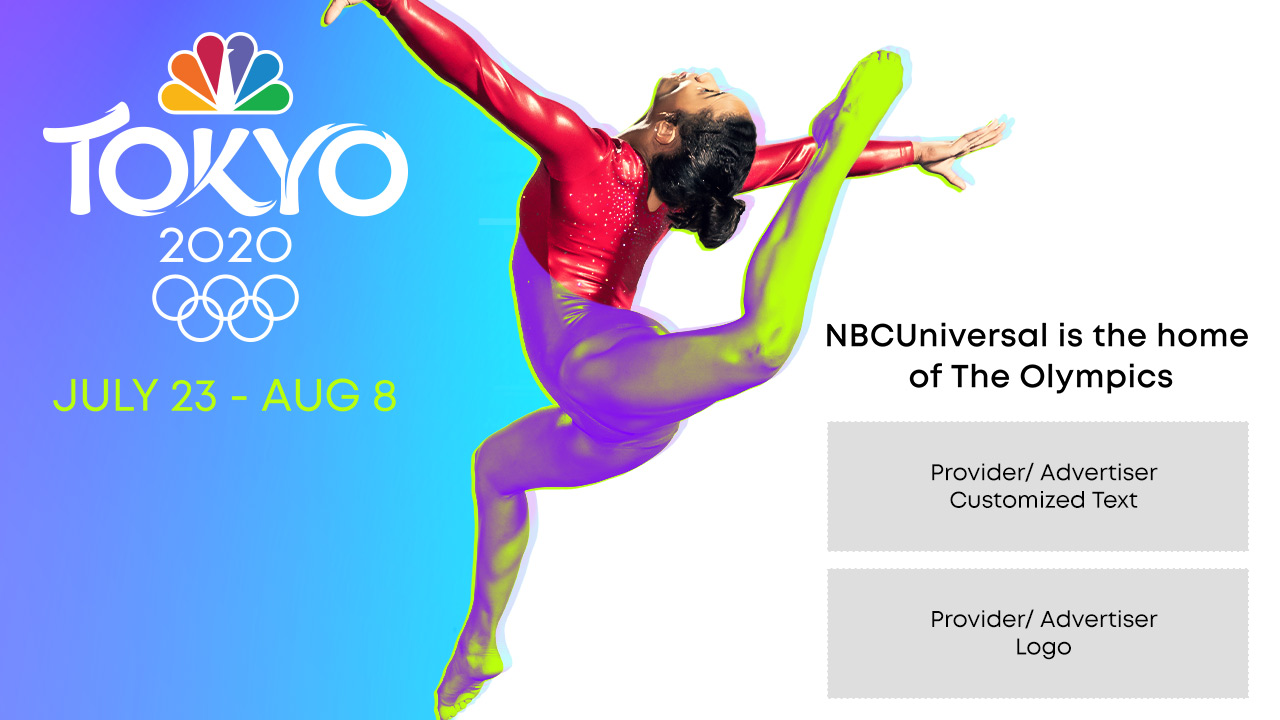 TOKYO
2020
JULY 23 - AUG 8
NBCUniversal is the home
of The Olympics
Provider/ Advertiser
Customized Text
Provider/ Advertiser
Logo